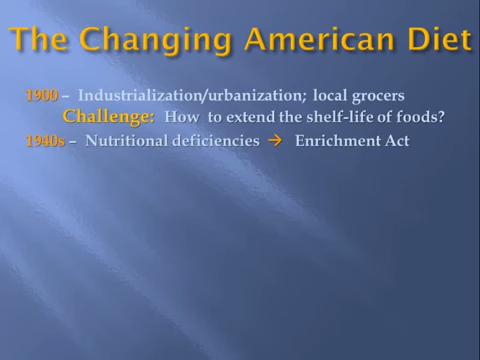 The Changing American Diet
1900 – Industrialization/urbanization; local grocers
Challenge: How to extend the shelf-life of foods?
1940s – Nutritional deficiencies → Enrichment Act